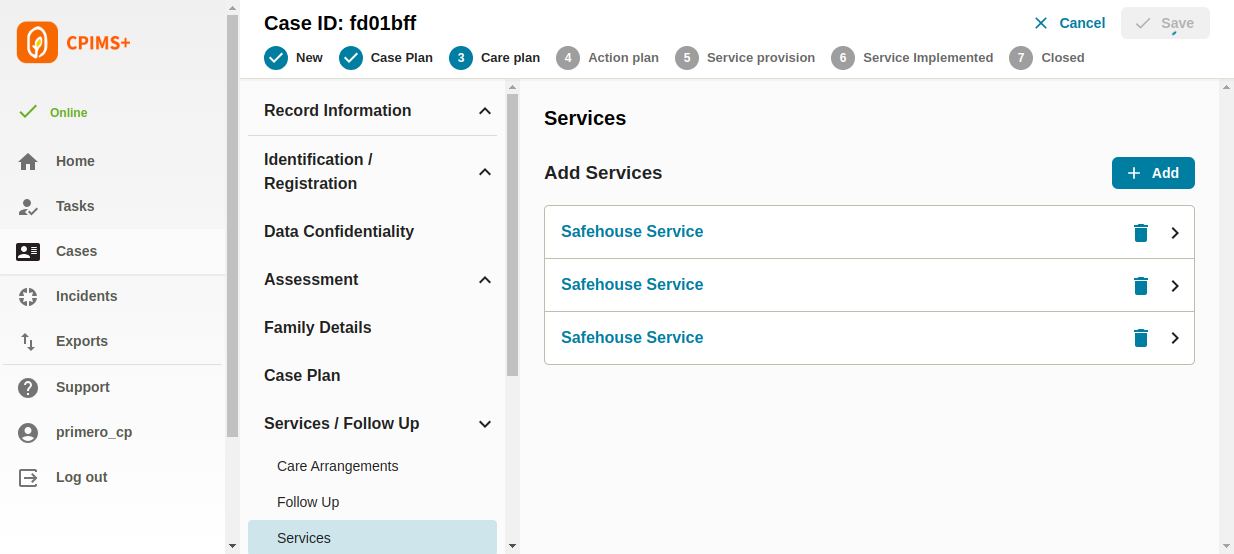 CPIMS+
Online
Home
Tasks
Cases
Incidents
Exports
Support
primero_cp
Log out
Case ID: fd01bff
Cancel
Save
New
Case Plan
3 Care plan
4 Action plan
5 Service provision
6 Service Implemented
7 Closed
Record Information
Identification /
Registration
Data Confidentiality
Assessment
Family Details
Case Plan
Services / Follow Up
Care Arrangements
Follow Up
Services
Services
Add Services
Add
Safehouse Service
Safehouse Service
Safehouse Service